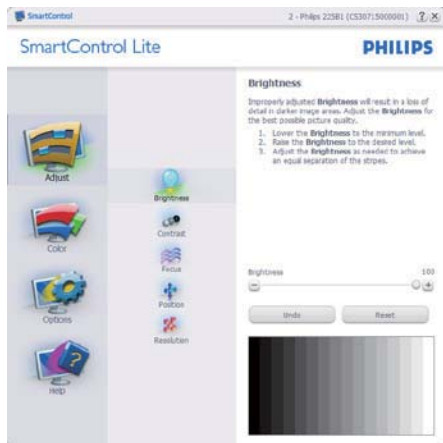 SmartControl
2 - Philips 225B1 (CS30715000001)
? X
SmartControl Lite
PHILIPS
Adjust
Color
Options
Help
Brightness
Contrast
Focus
Position
Resolution
Brightness
Improperly adjusted Brightness will result in a loss of
detail in darker image areas. Adjust the Brightness for
the best possible picture quality.
1. Lower the Brightness to the minimum level.
2. Raise the Brightness to the desired level.
3. Adjust the Brightness as needed to achieve
an equal separation of the stripes.
Brightness 100
Undo Reset